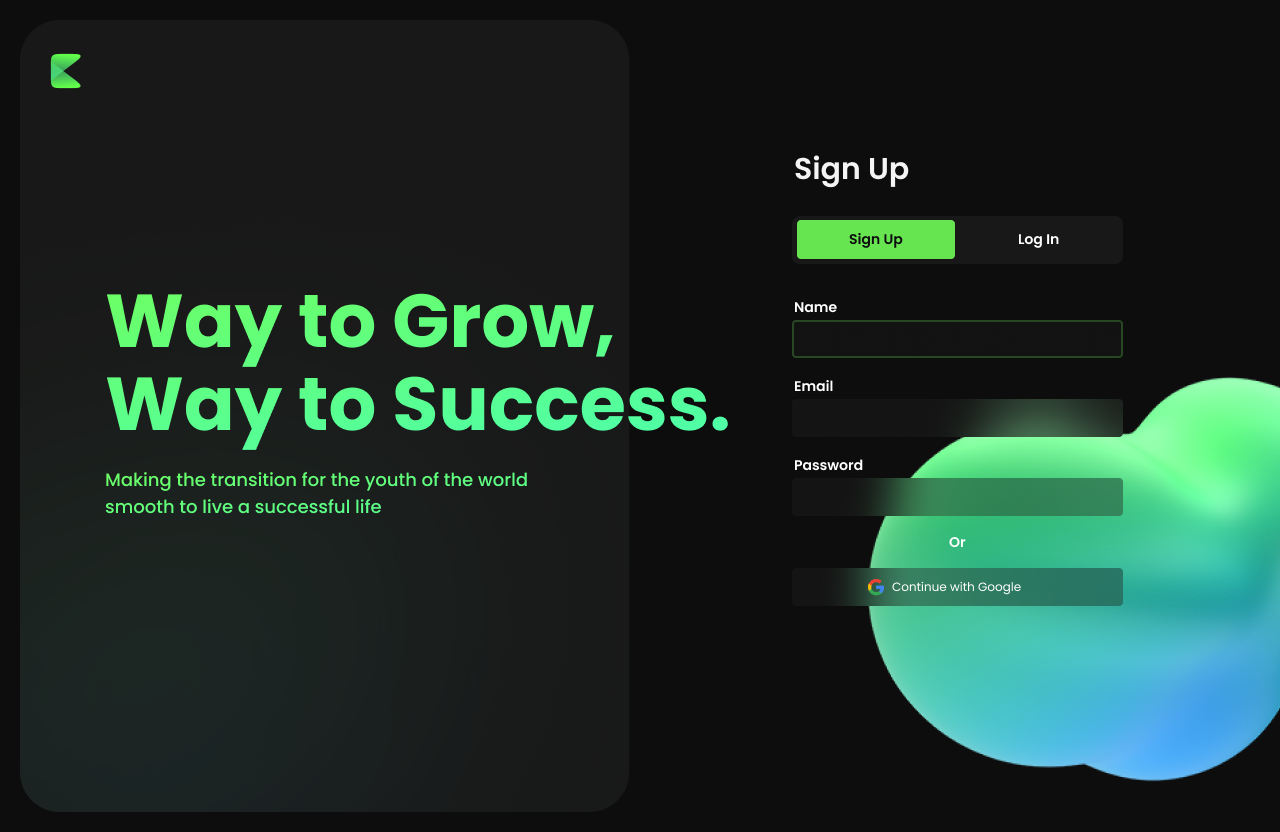 Way to Grow,
Way to Success.
Making the transition for the youth of the world
smooth to live a successful life
Sign Up
Sign Up
Log In
Name
Email
Password
Or
Continue with Google